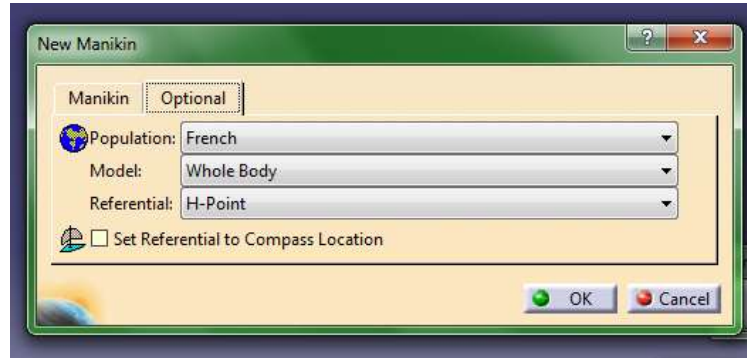 New Manikin
Manikin Optional
Population: French
Model: Whole Body
Referential: H-Point
Set Referential to Compass Location
OK Cancel